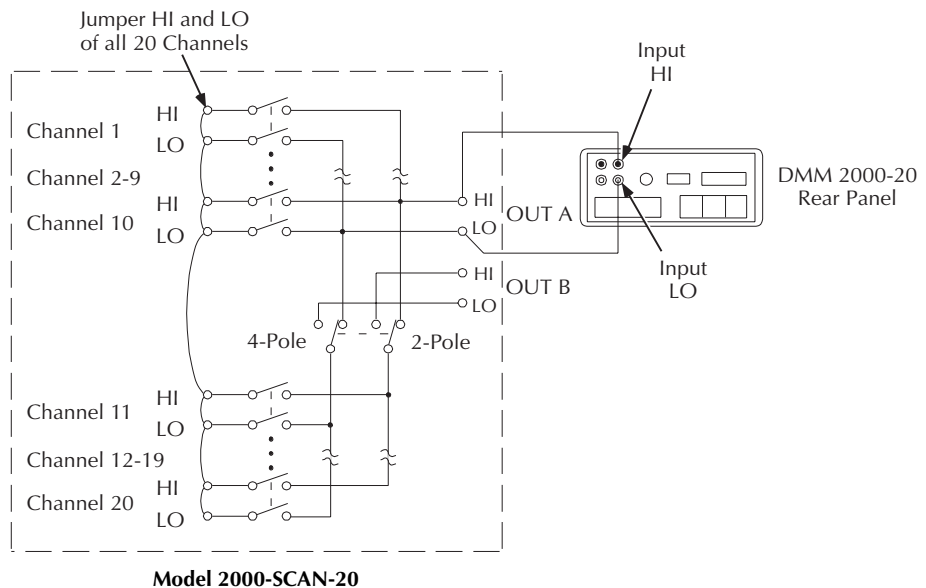 Jumper HI and LO
of all 20 Channels
Input
HI
HI
Channel 1
LO
Channel 2-9
HI
Channel 10
LO
HI
OUT A
LO
HI
OUT B
LO
DMM 2000-20
Rear Panel
Input
LO
4-Pole
2-Pole
HI
Channel 11
LO
Channel 12-19
HI
Channel 20
LO
Model 2000-SCAN-20